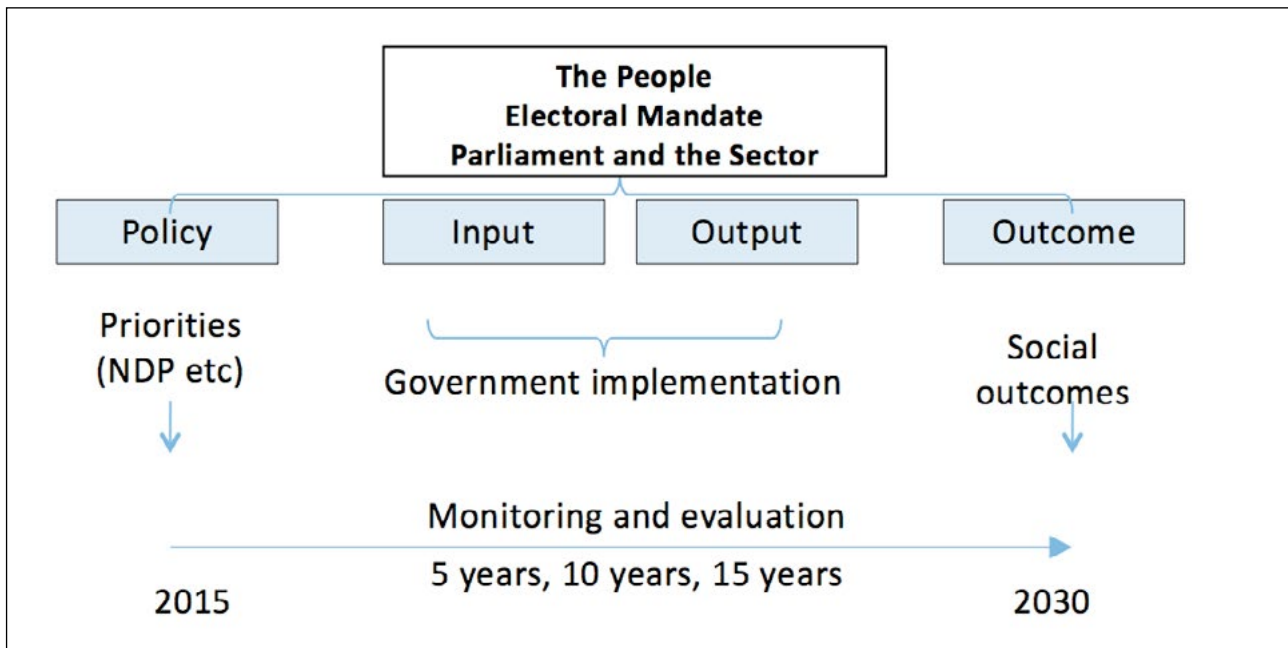 The People
Electoral Mandate
Parliament and the Sector
Policy
Input
Output
Outcome
Priorities
(NDP etc)
Government implementation
Social
outcomes
Monitoring and evaluation
5 years, 10 years, 15 years
2015
2030